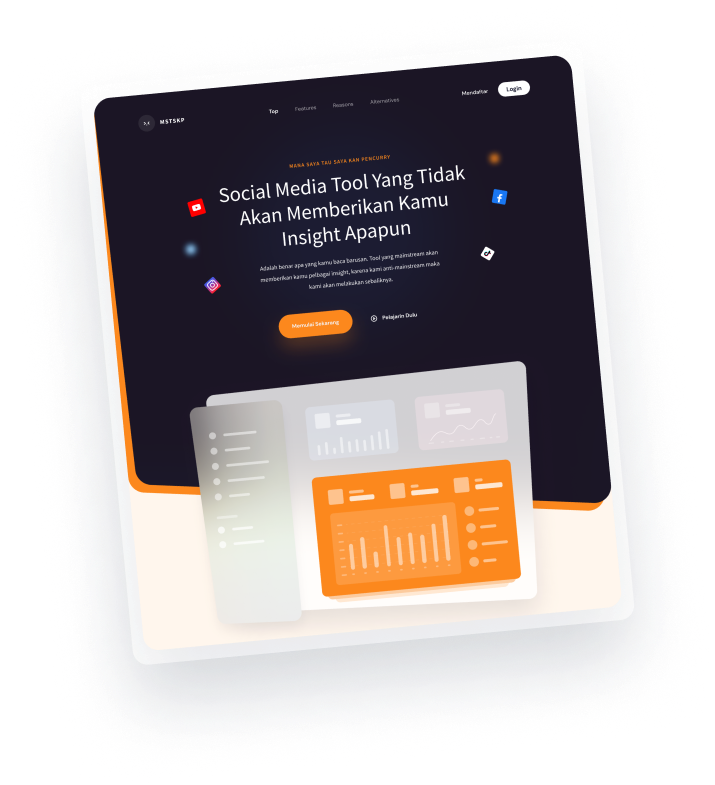 MSTSKP
Top Features Reasons Alternatives
Mendaftar Login
MANA SAYA TAU SAYA KAN PENCURRY
Social Media Tool Yang Tidak
Akan Memberikan Kamu
Insight Apapun
Adalah benar apa yang kamu baca barusan. Tool yang mainstream akan
memberikan kamu pelbagai insight, karena kami anti-mainstream maka
kami akan melakukan sebaliknya.
Memulai Sekarang Pelajarin Dulu